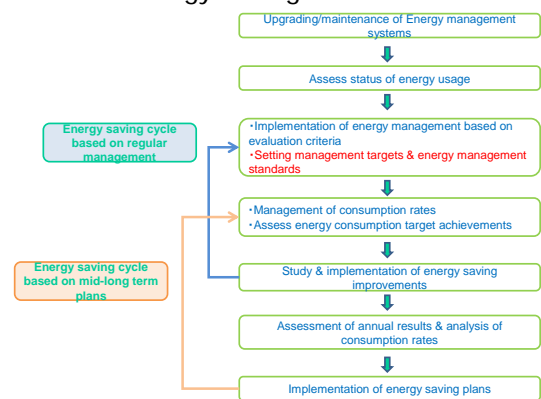 Upgrading/maintenance of Energy management
systems
Assess status of energy usage
Energy saving cycle
based on regular
management
・Implementation of energy management based on
evaluation criteria
・Setting management targets & energy management
standards
・Management of consumption rates
・Assess energy consumption target achievements
Energy saving cycle
based on mid-long term
plans
Study & implementation of energy saving
improvements
Assessment of annual results & analysis of
consumption rates
Implementation of energy saving plans